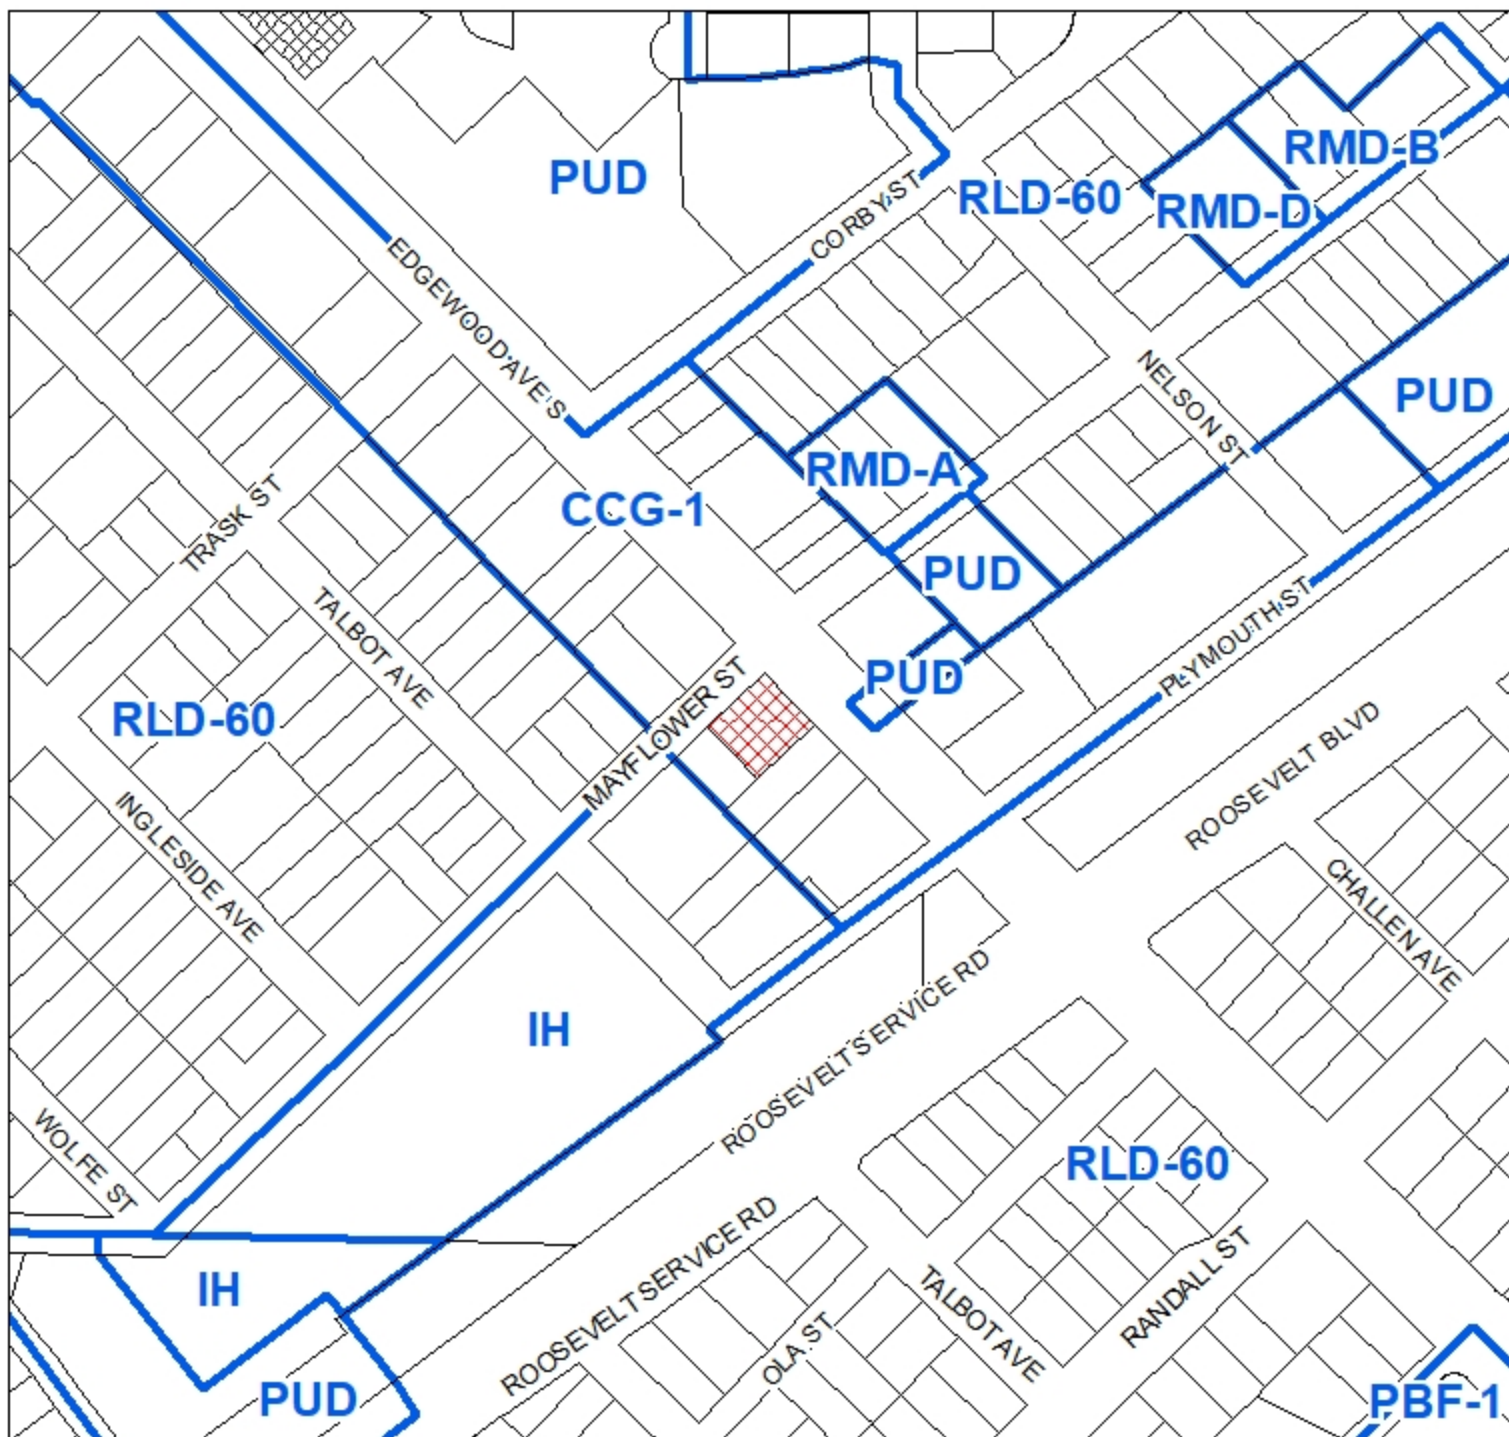 PUD
RMD-B
CORBY ST
RLD-60
RMD-D
EDGEWOOD AVE S
NELSON ST
PUD
RMD-A
CCG-1
TRASK ST
PUD
TALBOT AVE
PLYMOUTH ST
PUD
MAYFLOWER ST
RLD-60
ROOSEVELT BLVD
INGLESIDE AVE
CHALLEN AVE
IH
ROOSEVELT SERVICE RD
WOLFE ST
RLD-60
IH
ROOSEVELT SERVICE RD
TALBOT AVE
RANDALL ST
OLA ST
PUD
PBF-1